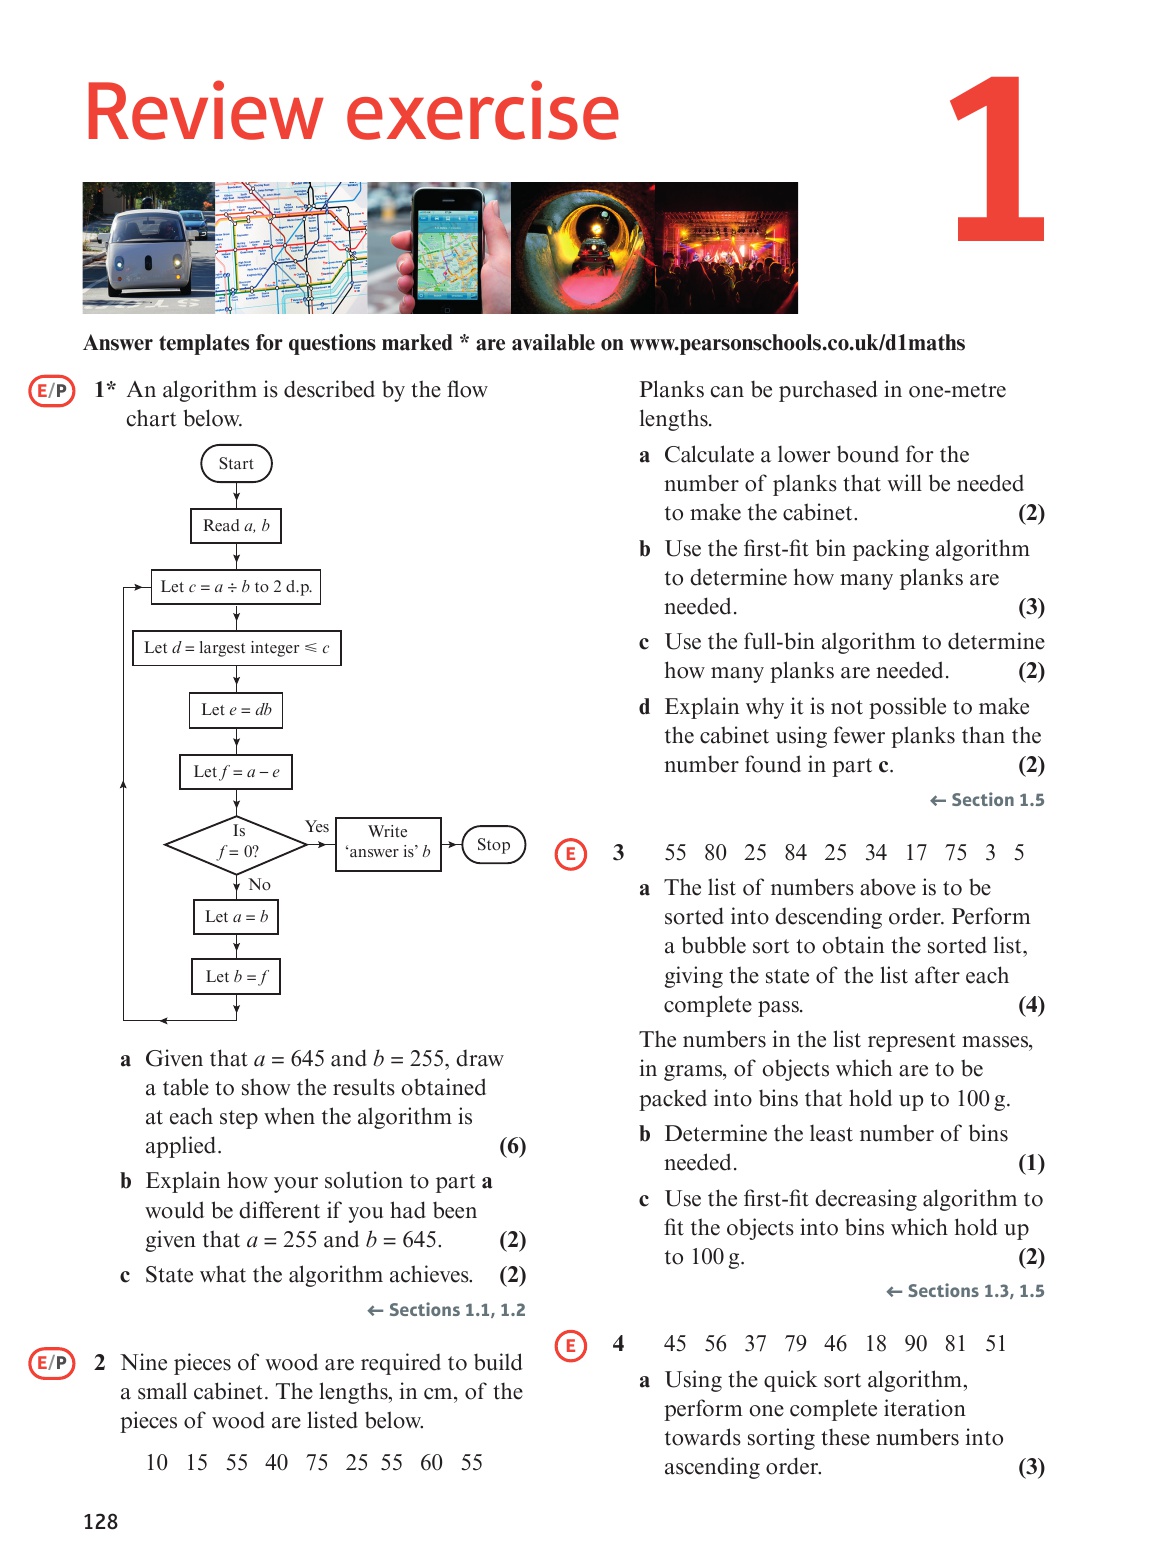 Review exercise
1
Answer templates for questions marked * are available on www.pearsonschools.co.uk/d1maths
E/P
1* An algorithm is described by the flow
chart below.
Start
Read a, b
Let c = a ÷ b to 2 d.p.
Let d = largest integer ⩽ c
Let e = db
Let f = a – e
Is
f = 0?
Yes
Write
‘answer is’ b
Stop
No
Let a = b
Let b = f
a Given that a = 645 and b = 255, draw
a table to show the results obtained
at each step when the algorithm is
applied. (6)
b Explain how your solution to part a
would be different if you had been
given that a = 255 and b = 645. (2)
c State what the algorithm achieves. (2)
← Sections 1.1, 1.2
E/P
2 Nine pieces of wood are required to build
a small cabinet. The lengths, in cm, of the
pieces of wood are listed below.
10 15 55 40 75 25 55 60 55
Planks can be purchased in one-metre
lengths.
a Calculate a lower bound for the
number of planks that will be needed
to make the cabinet. (2)
b Use the first-fit bin packing algorithm
to determine how many planks are
needed. (3)
c Use the full-bin algorithm to determine
how many planks are needed. (2)
d Explain why it is not possible to make
the cabinet using fewer planks than the
number found in part c. (2)
← Section 1.5
E
3 55 80 25 84 25 34 17 75 3 5
a The list of numbers above is to be
sorted into descending order. Perform
a bubble sort to obtain the sorted list,
giving the state of the list after each
complete pass. (4)
The numbers in the list represent masses,
in grams, of objects which are to be
packed into bins that hold up to 100 g.
b Determine the least number of bins
needed. (1)
c Use the first-fit decreasing algorithm to
fit the objects into bins which hold up
to 100 g. (2)
← Sections 1.3, 1.5
E
4 45 56 37 79 46 18 90 81 51
a Using the quick sort algorithm,
perform one complete iteration
towards sorting these numbers into
ascending order. (3)
128